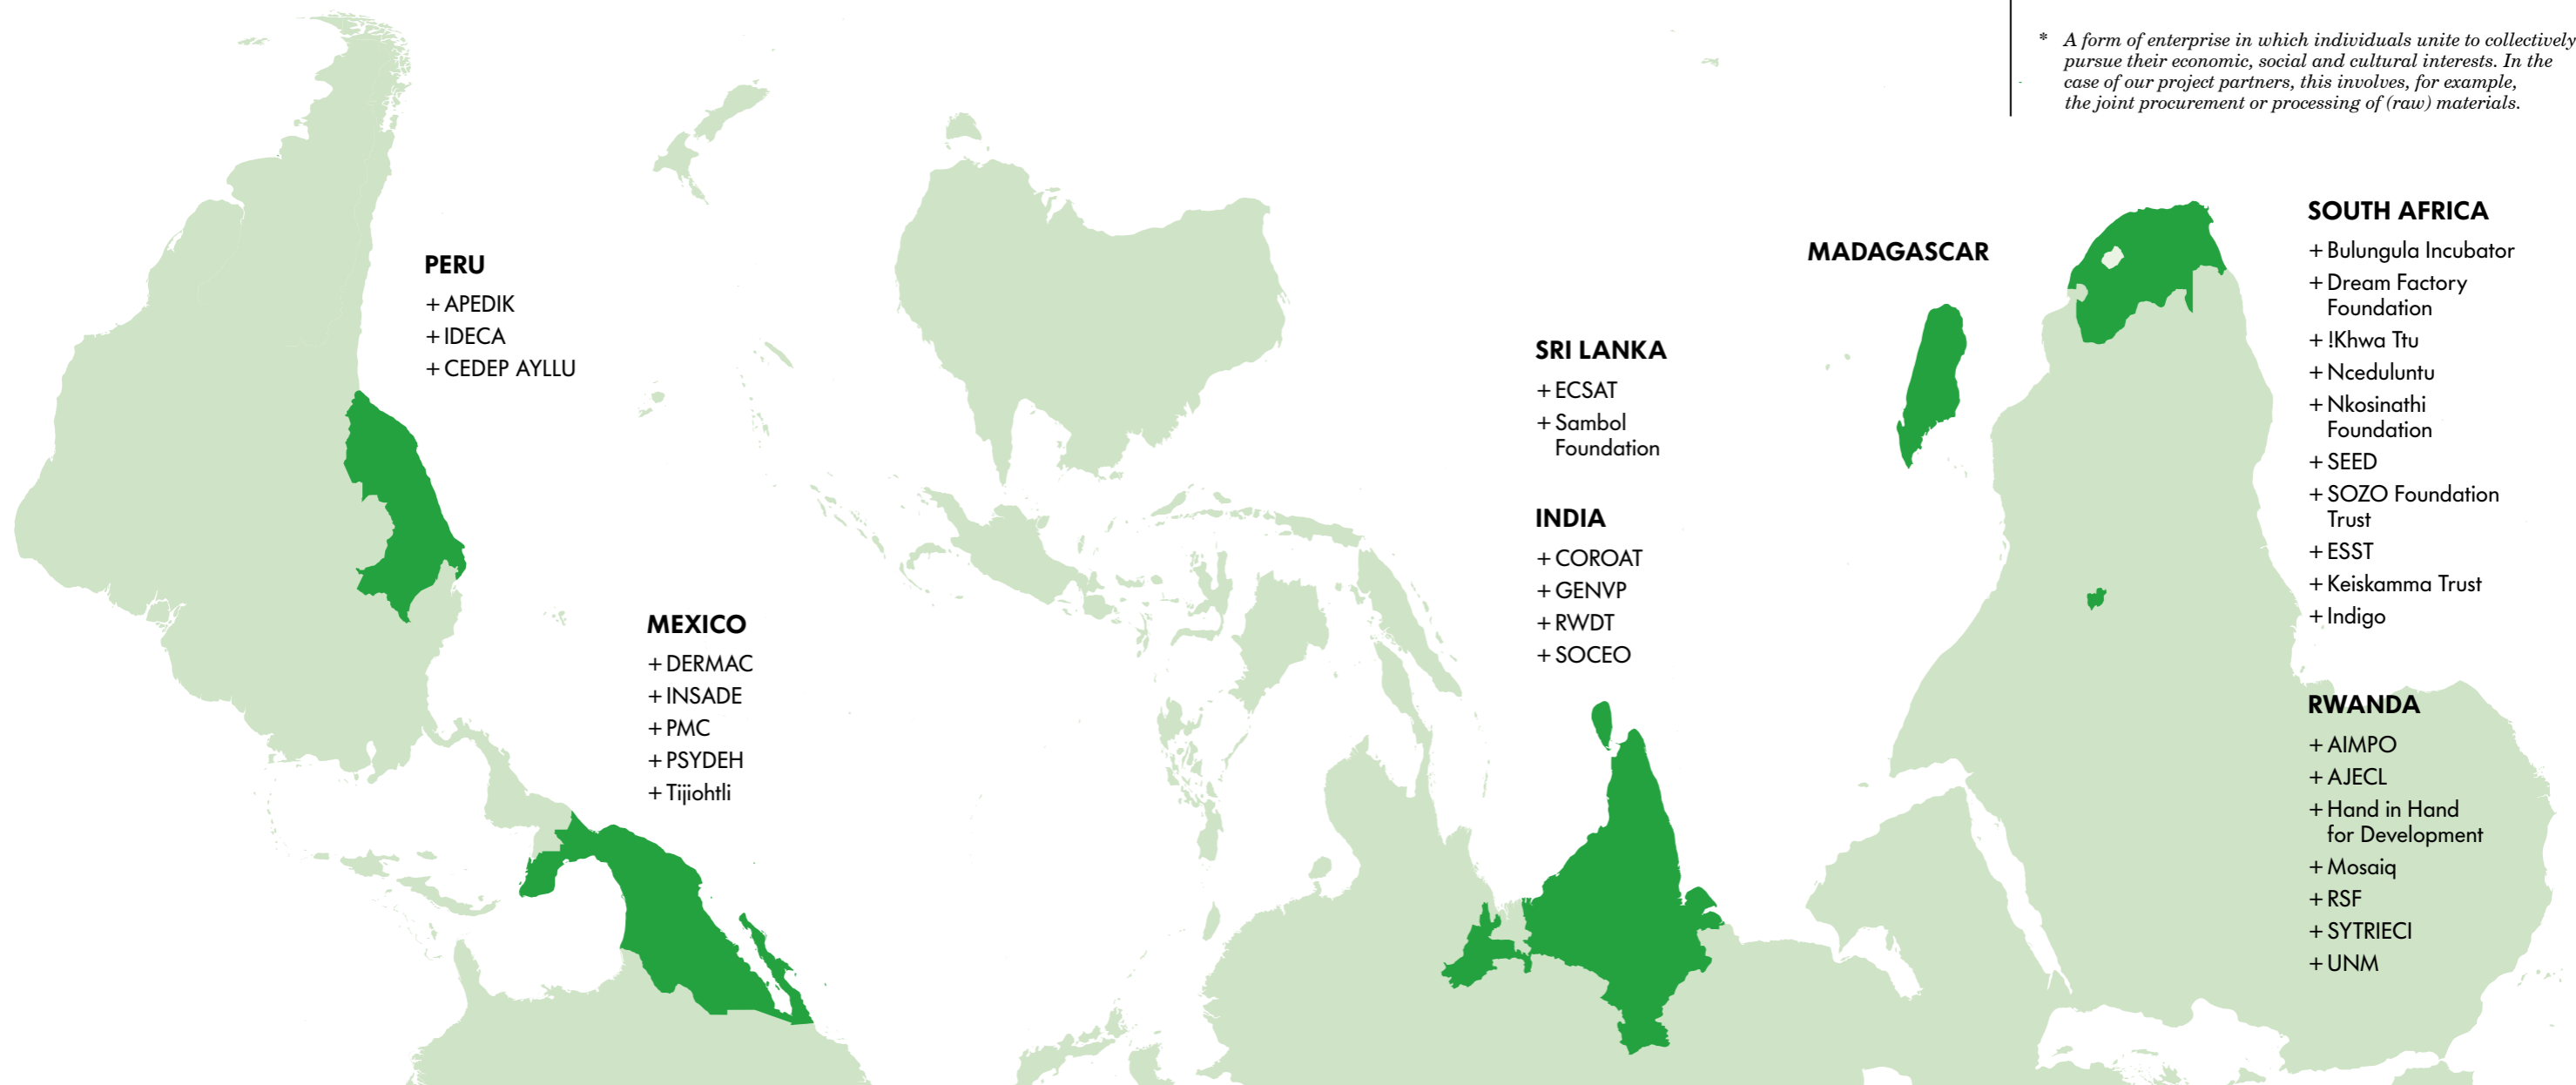 * A form of enterprise in which individuals unite to collectively
pursue their economic, social and cultural interests. In the
case of our project partners, this involves, for example,
the joint procurement or processing of (raw) materials.
PERU
+ APEDIK
+ IDECA
+ CEDEP AYLLU
MEXICO
+ DERMAC
+ INSADE
+ PMC
+ PSYDEH
+ Tijiohtli
SRI LANKA
+ ECSAT
+ Sambol
Foundation
INDIA
+ COROAT
+ GENVP
+ RWDT
+ SOCEO
MADAGASCAR
SOUTH AFRICA
+ Bulungula Incubator
+ Dream Factory
Foundation
+ !Khwa Ttu
+ Nceduluntu
+ Nkosinathi
Foundation
+ SEED
+ SOZO Foundation
Trust
+ ESST
+ Keiskamma Trust
+ Indigo
RWANDA
+ AIMPO
+ AJECL
+ Hand in Hand
for Development
+ Mosaiq
+ RSF
+ SYTRIECI
+ UNM